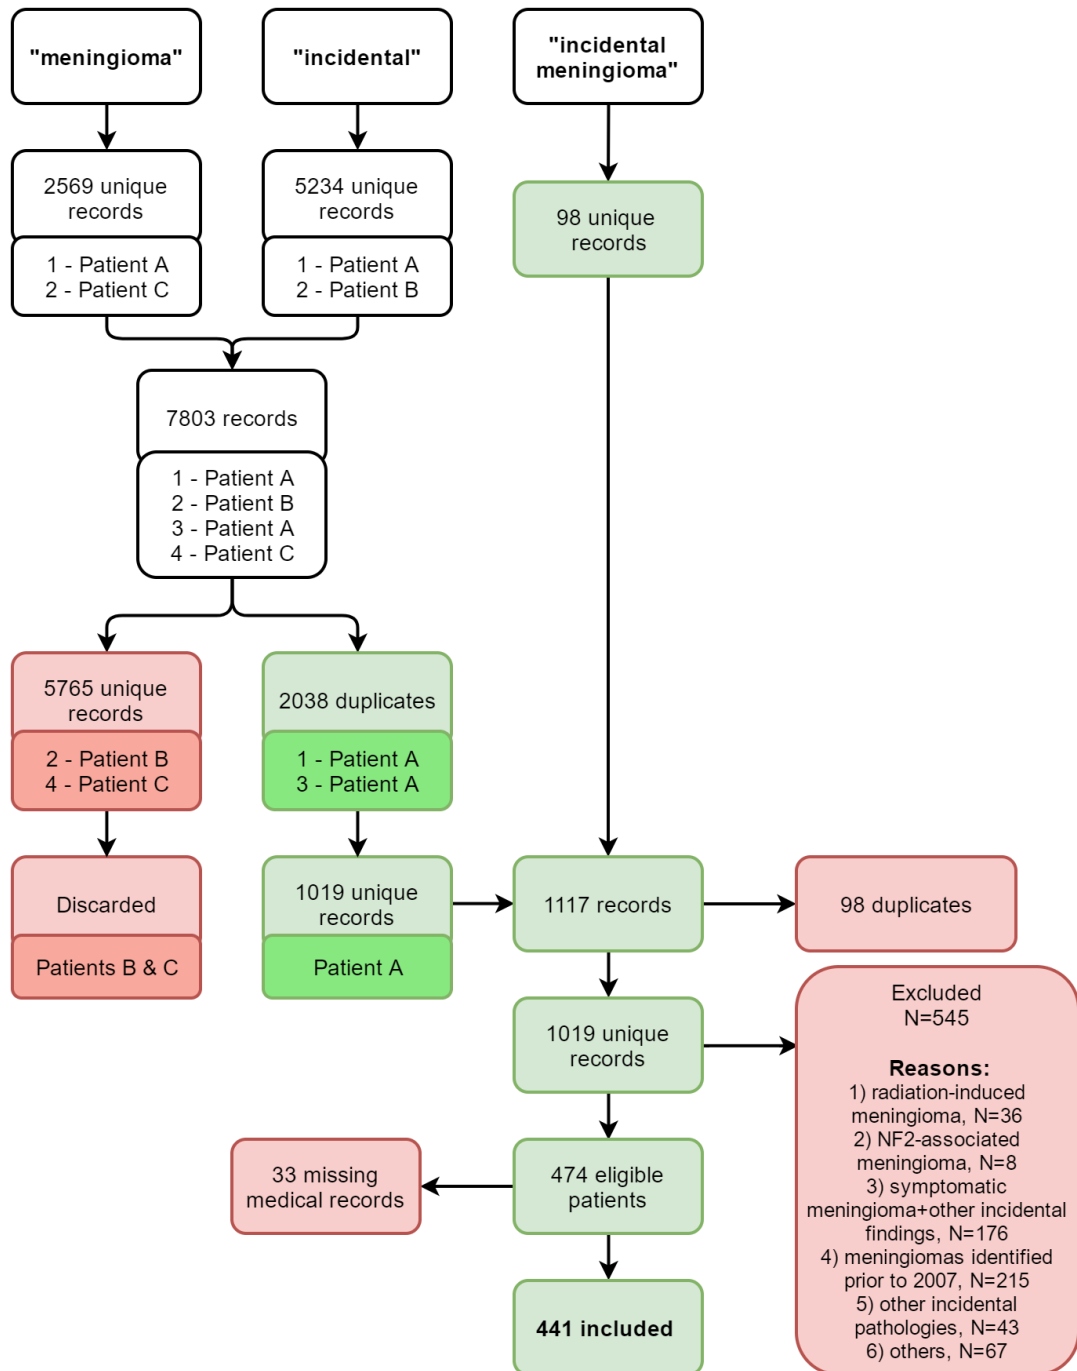 "meningioma"
"incidental"
"incidental
meningioma"
2569 unique
records
1 - Patient A
2 - Patient C
5234 unique
records
1 - Patient A
2 - Patient B
98 unique
records
7803 records
1 - Patient A
2 - Patient B
3 - Patient A
4 - Patient C
5765 unique
records
2 - Patient B
4 - Patient C
2038 duplicates
1 - Patient A
3 - Patient A
Discarded
Patients B & C
1019 unique
records
Patient A
1117 records
98 duplicates
1019 unique
records
Excluded
N=545
Reasons:
1) radiation-induced
meningioma, N=36
2) NF2-associated
meningioma, N=8
3) symptomatic
meningioma+other incidental
findings, N=176
4) meningiomas identified
prior to 2007, N=215
5) other incidental
pathologies, N=43
6) others, N=67
33 missing
medical records
474 eligible
patients
441 included